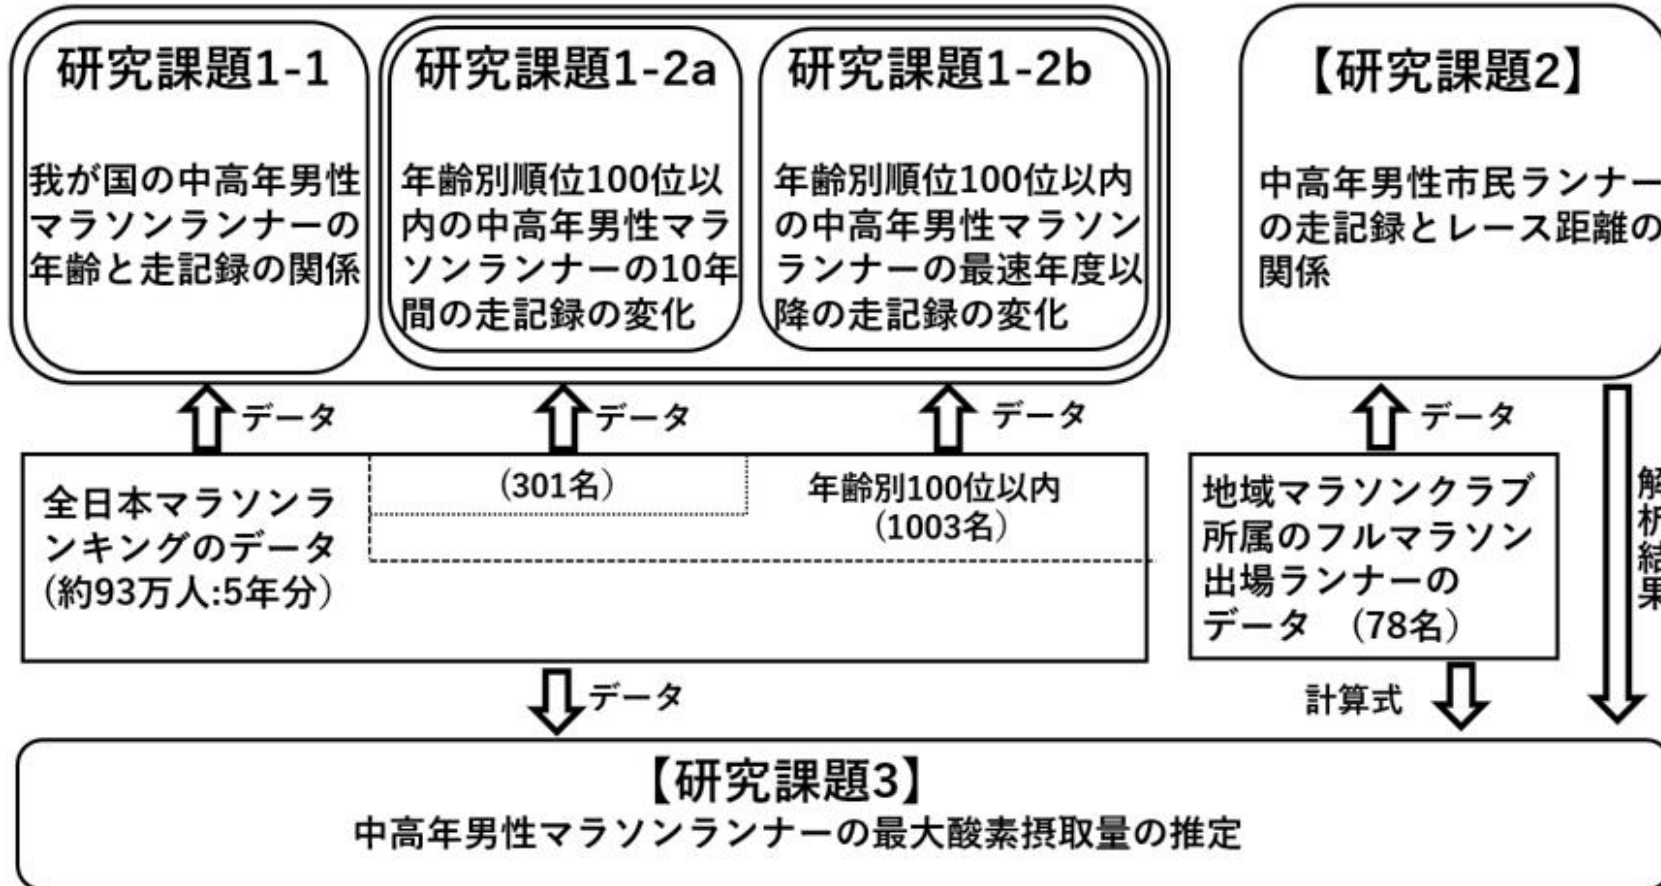 研究課題1-1
我が国の中高年男性
マラソンランナーの
年齢と走記録の関係
研究課題1-2a
年齢別順位100位以
内の中高年男性マラ
ソンランナーの10年
間の走記録の変化
研究課題1-2b
年齢別順位100位以内
の中高年男性マラソン
ランナーの最速年度以
降の走記録の変化
【研究課題2】
中高年男性市民ランナー
の走記録とレース距離の
関係
データ
データ
データ
データ
全日本マラソンラ
ンキングのデータ
(約93万人:5年分)
(301名)
年齢別100位以内
(1003名)
地域マラソンクラブ
所属のフルマラソン
出場ランナーの
データ (78名)
解析結果
データ
計算式
【研究課題3】
中高年男性マラソンランナーの最大酸素摂取量の推定